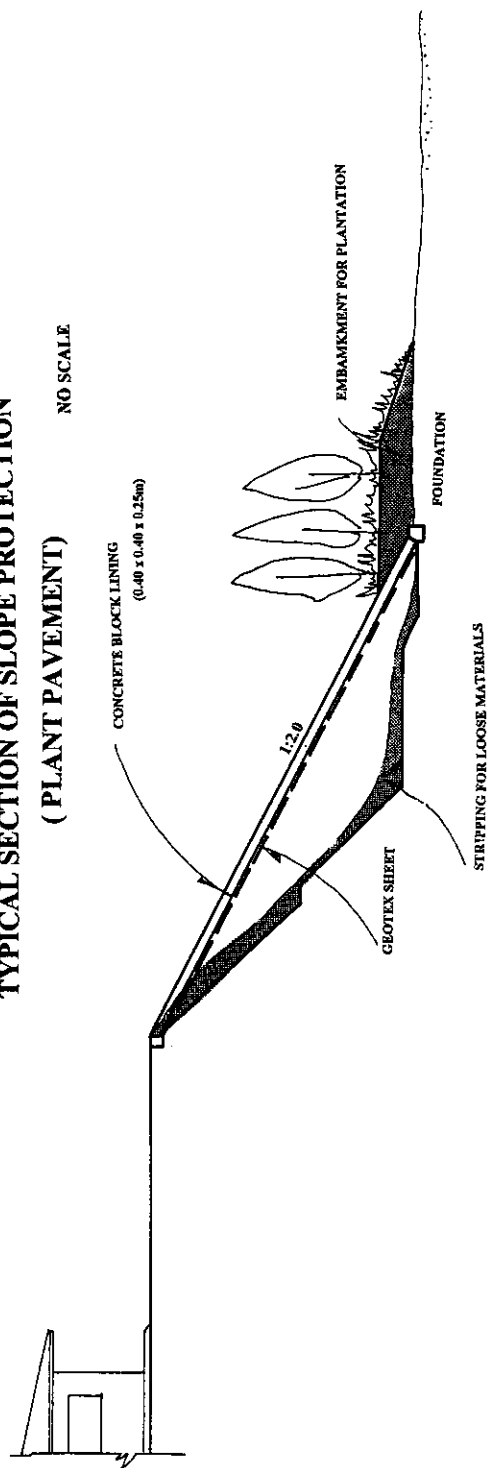 TYPICAL SECTION OF SLOPE PROTECTION
( PLANT PAVEMENT)
NO SCALE
CONCRETE BLOCK LINING
(0.40 x 0.40 x 0.25m)
EMBAMKMENT FOR PLANTATION
1:2.0
FOUNDATION
GEOTEX SHEET
STRIPPING FOR LOOSE MATERIALS